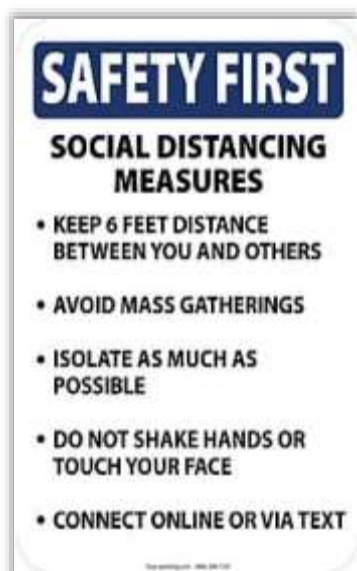 SAFETY FIRST
SOCIAL DISTANCING
MEASURES
• KEEP 6 FEET DISTANCE
BETWEEN YOU AND OTHERS
• AVOID MASS GATHERINGS
• ISOLATE AS MUCH AS
POSSIBLE
• DO NOT SHAKE HANDS OR
TOUCH YOUR FACE
• CONNECT ONLINE OR VIA TEXT